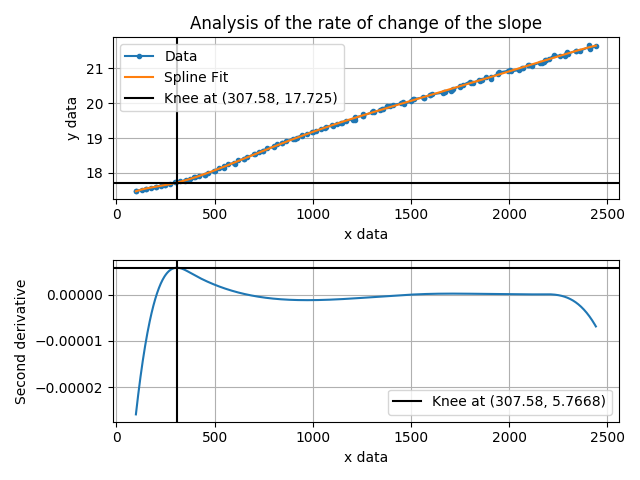 Analysis of the rate of change of the slope
Data
Spline Fit
Knee at (307.58, 17.725)
y data
21
20
19
18
0 500 1000 1500 2000 2500
x data
Second derivative
0.00000
−0.00001
−0.00002
Knee at (307.58, 5.7668)
0 500 1000 1500 2000 2500
x data